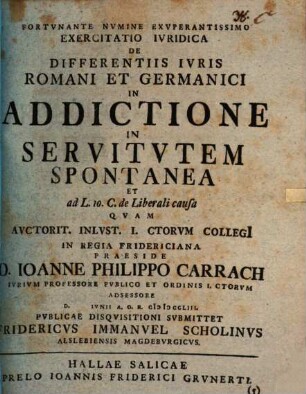 FORTVNANTE NVMINE EXVPERANTISSIMO
EXERCITATIO IVRIDICA
DE
DIFFERENTIIS IVRIS
ROMANI ET GERMANICI
IN
ADDICTIONE
IN
SERVITVTEM
SPONTANEA
ET
ad L. 10. C. de Liberali causa
QVAM
AVCTORIT. INLVST. I. CTORVM COLLEGI
IN REGIA FRIDERICIANA
PRAESIDE
D. IOANNE PHILIPPO CARRACH
IVRIVM PROFESSORE PVBLICO ET ORDINIS I. CTORVM
ADSESSORE
D. IVNII A. O. R.
PVBLICAE DISQVISITIONI SVBMITTET
FRIDERICVS IMMANVEL SCHOLINVS
ALSLEBIENSIS MAGDEBVRGICVS.
HALLAE SALICAE
PRELO IOANNIS FRIDERICI GRVNERTI.